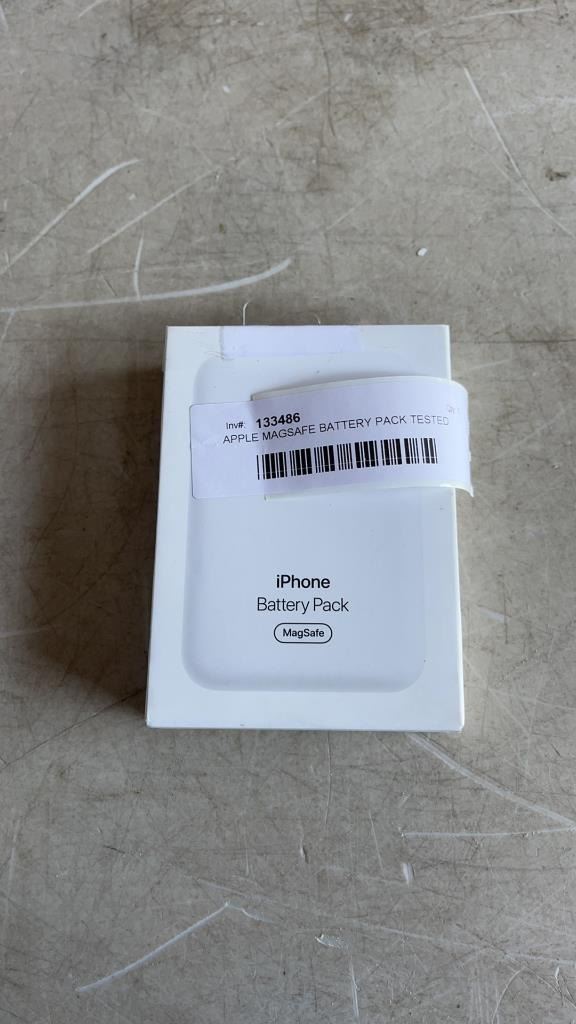 Inv#: 133486
APPLE MAGSAFE BATTERY PACK TESTED
iPhone
Battery Pack
MagSafe